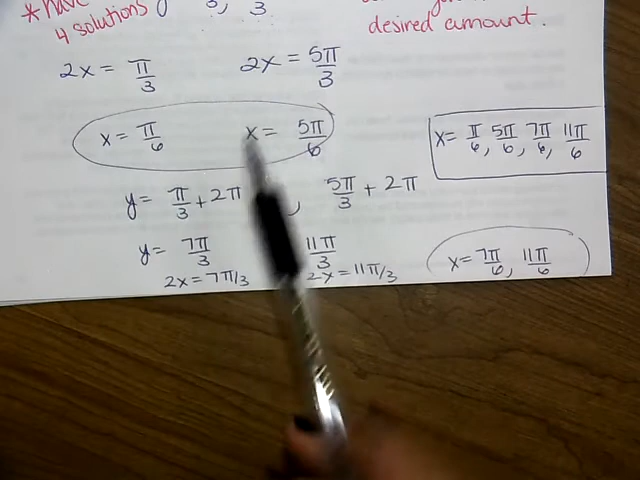 *have
4 solutions
desired amount.
2x = π/3 2x = 5π/3
x = π/6 x = 5π/6
x = π/6, 5π/6, 7π/6, 11π/6
y = π/3 + 2π , 5π/3 + 2π
y = 7π/3 11π/3
x = 7π/6, 11π/6
2x = 7π/3 2x = 11π/3